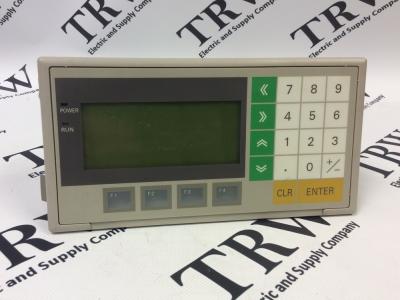 TRW
Electric and Supply Company
POWER
RUN
« 7 8 9
» 4 5 6
1 2 3
. 0 +/−
F1 F2 F3 F4
CLR ENTER
TRW
Electric and Supply Company
TRW
Electric and Supply Company